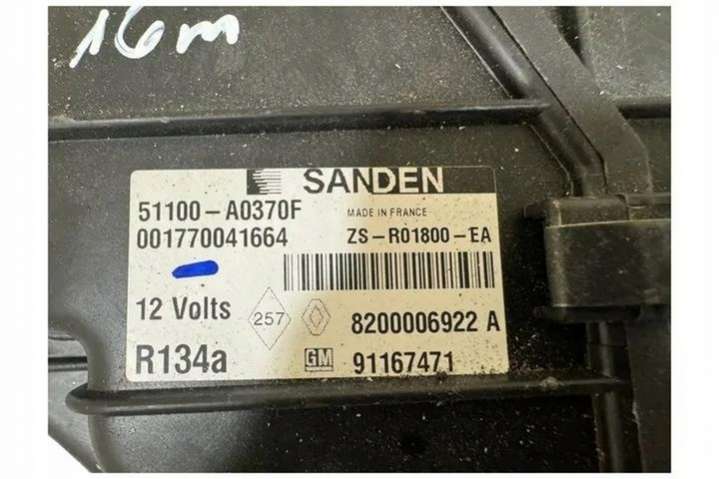 16m
SANDEN
51100-A0370F MADE IN FRANCE
001770041664 ZS-R01800-EA
12 Volts 257 8200006922 A
R134a GM 91167471